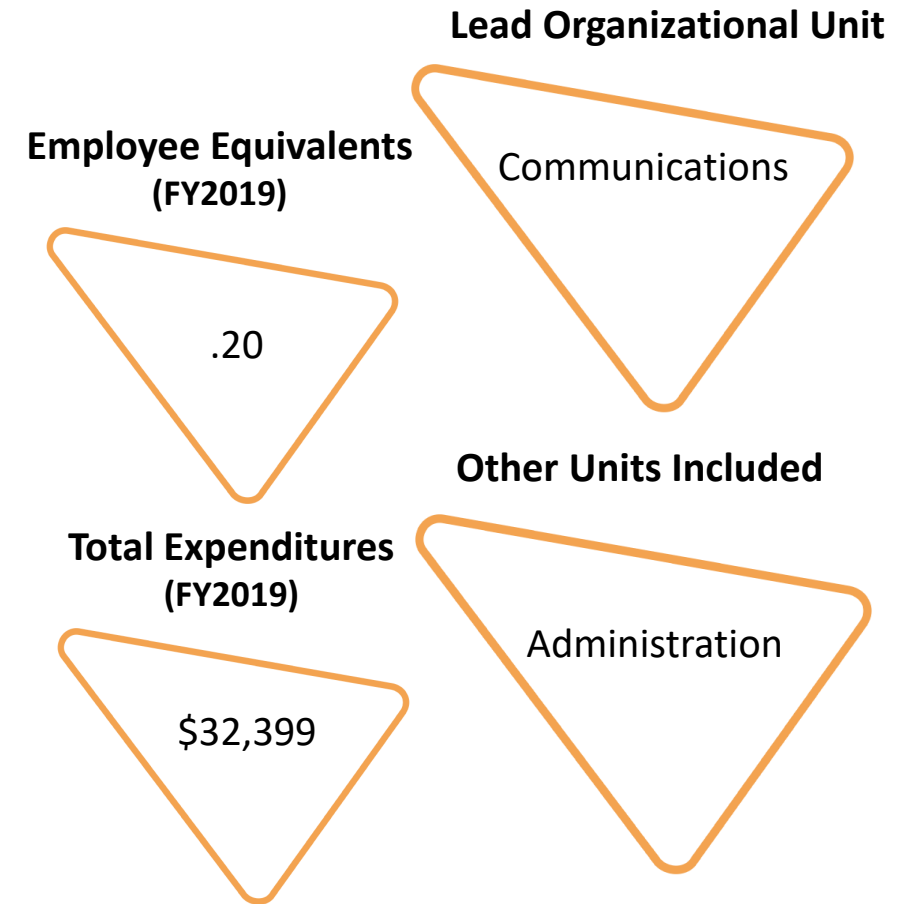 Lead Organizational Unit
Communications
Employee Equivalents
(FY2019)
.20
Other Units Included
Administration
Total Expenditures
(FY2019)
$32,399